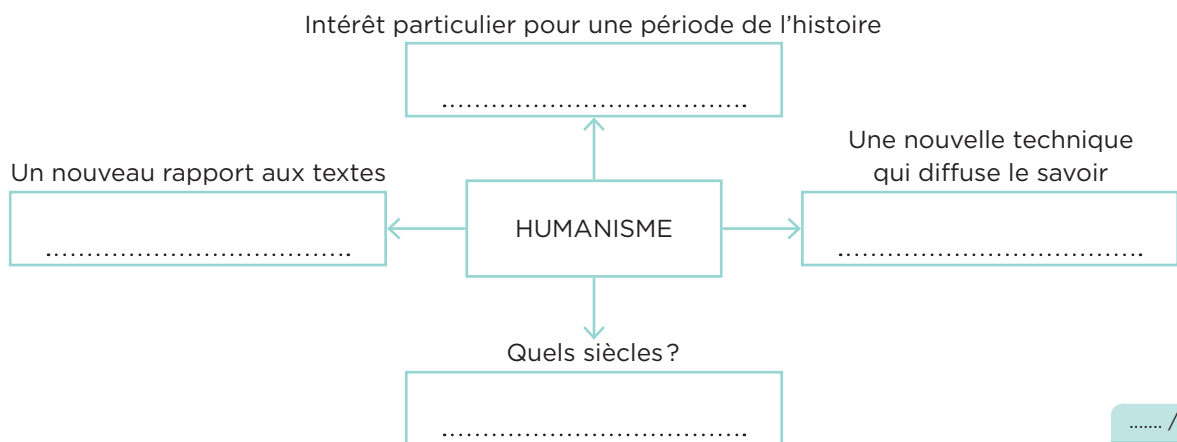 Intérêt particulier pour une période de l’histoire
.....................................
Un nouveau rapport aux textes
.....................................
HUMANISME
Une nouvelle technique
qui diffuse le savoir
.....................................
Quels siècles ?
.....................................
....... /